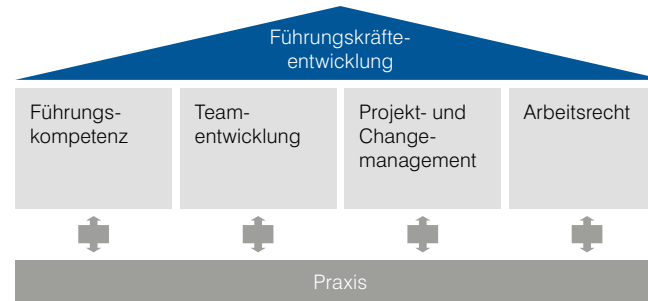 Führungskräfte-
entwicklung
Führungs-
kompetenz
Team-
entwicklung
Projekt- und
Change-
management
Arbeitsrecht
Praxis